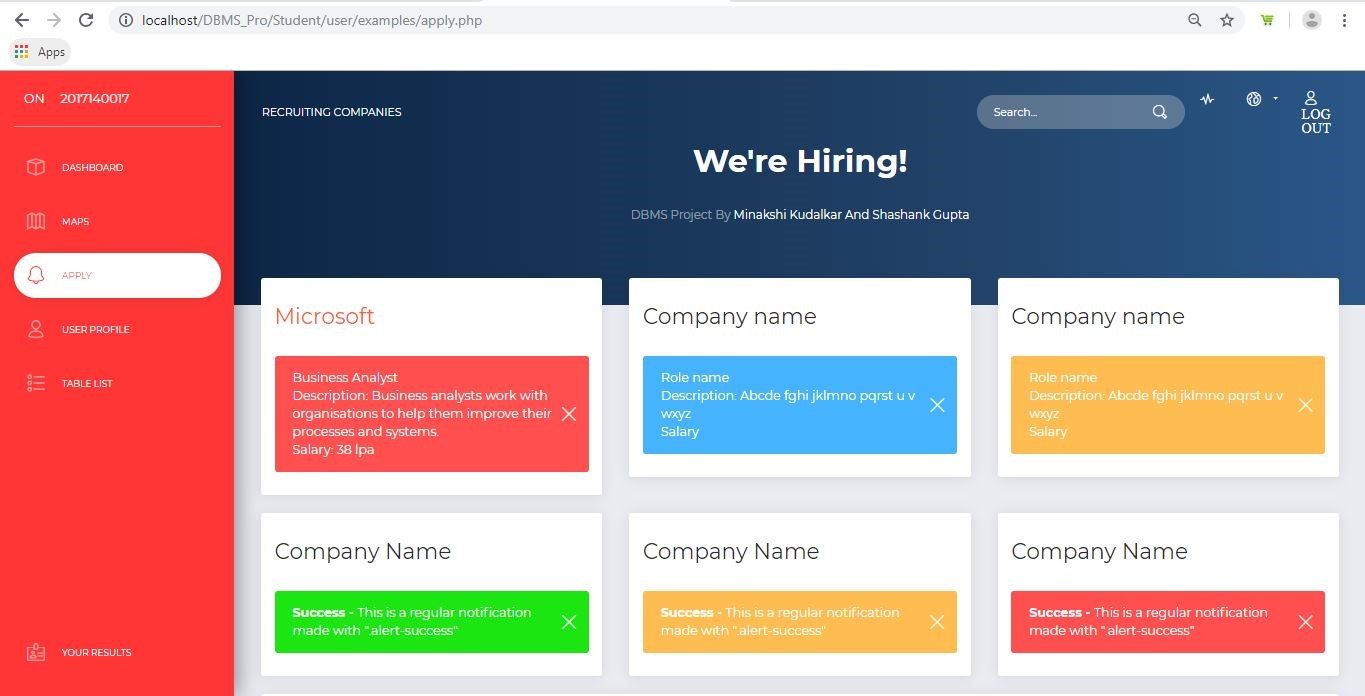 localhost/DBMS_Pro/Student/user/examples/apply.php
Apps
ON 2017140017
DASHBOARD
MAPS
APPLY
USER PROFILE
TABLE LIST
YOUR RESULTS
RECRUITING COMPANIES
Search...
LOG
OUT
We're Hiring!
DBMS Project By Minakshi Kudalkar And Shashank Gupta
Microsoft
Business Analyst
Description: Business analysts work with
organisations to help them improve their
processes and systems.
Salary: 38 lpa
Company name
Role name
Description: Abcde fghi jklmno pqrst u v
wxyz
Salary
Company name
Role name
Description: Abcde fghi jklmno pqrst u v
wxyz
Salary
Company Name
Success - This is a regular notification
made with ".alert-success"
Company Name
Success - This is a regular notification
made with ".alert-success"
Company Name
Success - This is a regular notification
made with ".alert-success"